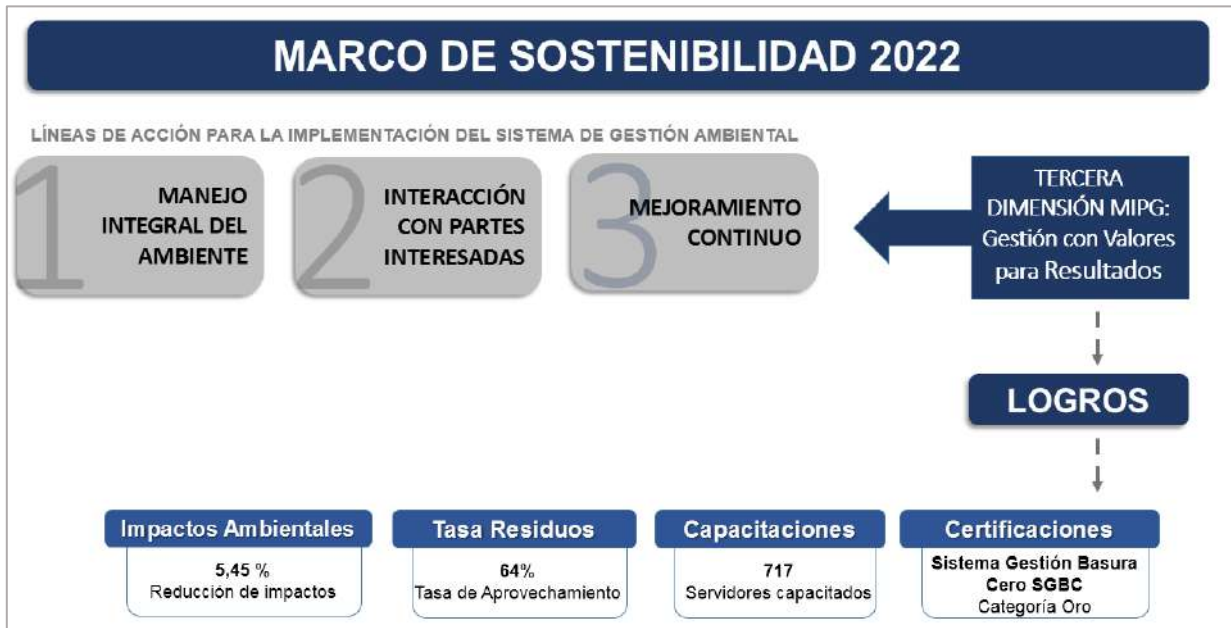 MARCO DE SOSTENIBILIDAD 2022
LÍNEAS DE ACCIÓN PARA LA IMPLEMENTACIÓN DEL SISTEMA DE GESTIÓN AMBIENTAL
1
MANEJO
INTEGRAL DEL
AMBIENTE
2
INTERACCIÓN
CON PARTES
INTERESADAS
3
MEJORAMIENTO
CONTINUO
TERCERA
DIMENSIÓN MIPG:
Gestión con Valores
para Resultados
LOGROS
Impactos Ambientales
5,45 %
Reducción de impactos
Tasa Residuos
64%
Tasa de Aprovechamiento
Capacitaciones
717
Servidores capacitados
Certificaciones
Sistema Gestión Basura
Cero SGBC
Categoría Oro